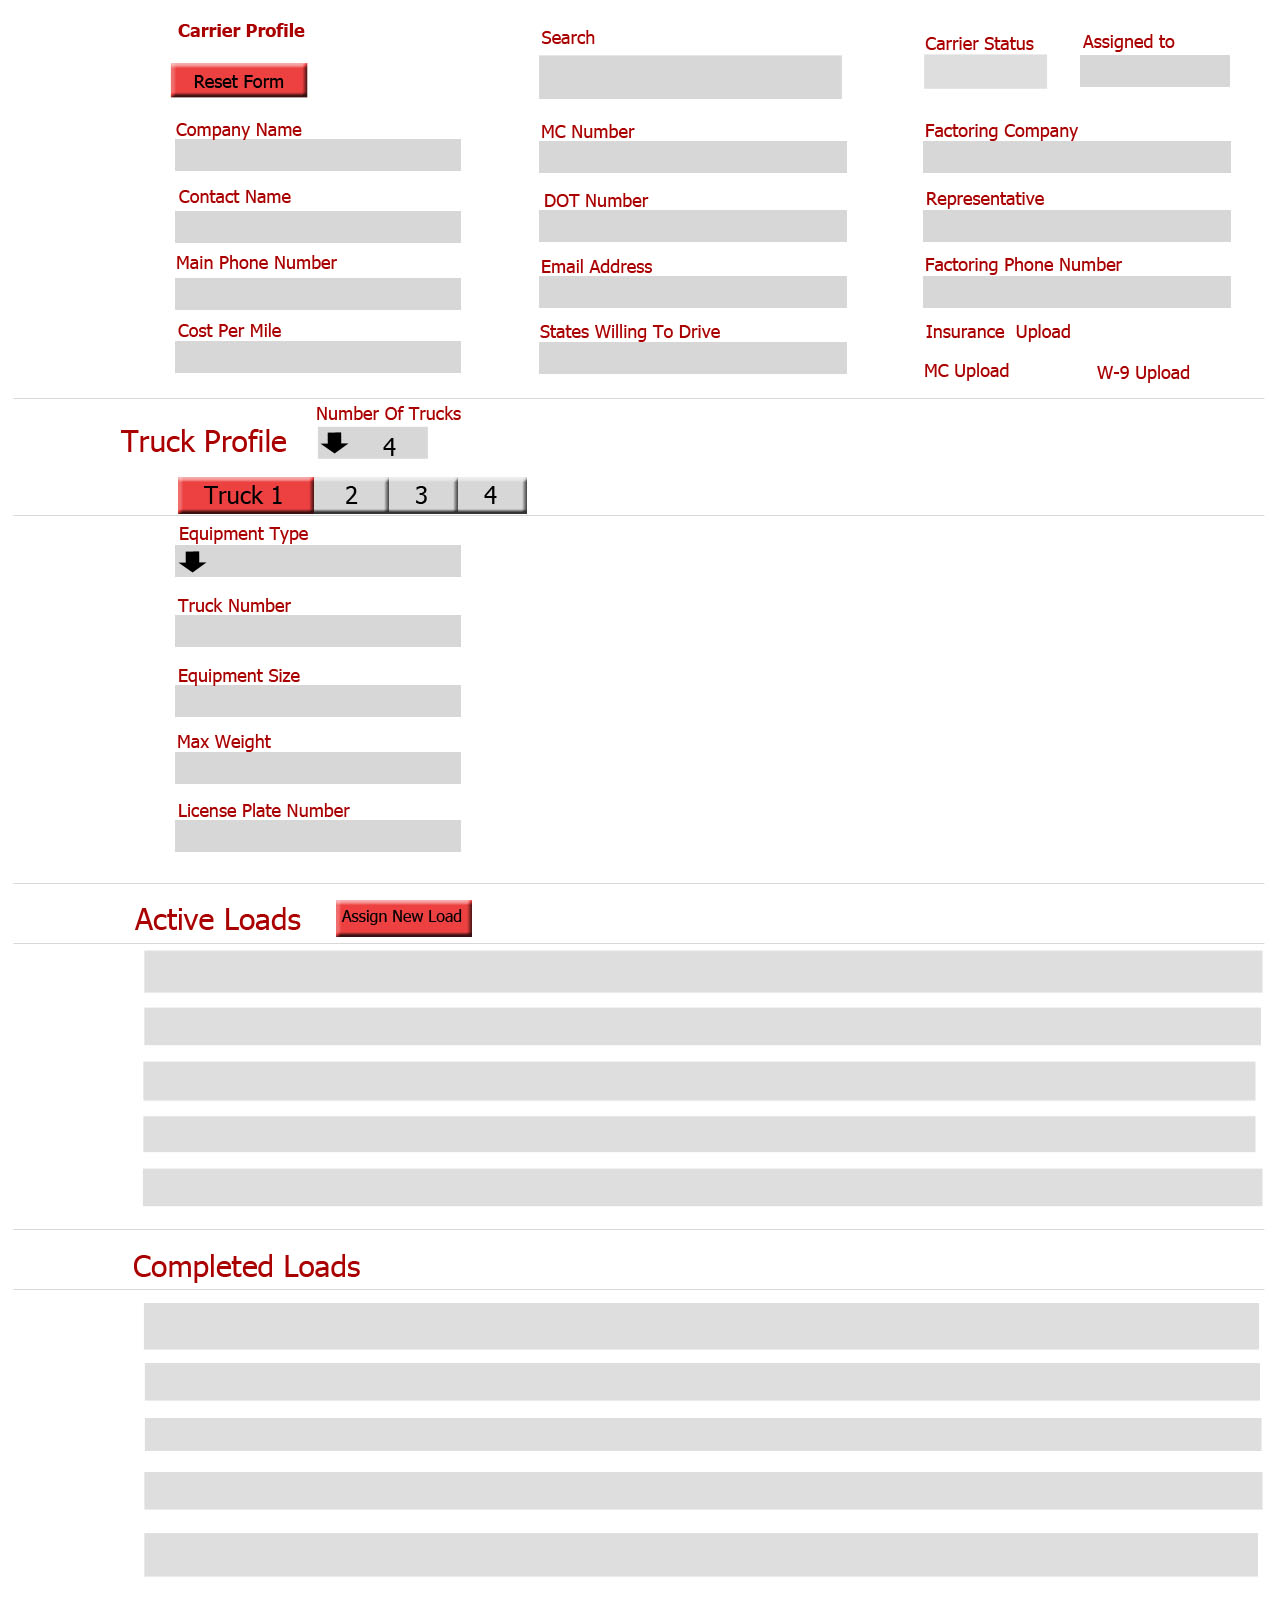 Carrier Profile
Search
Carrier Status
Assigned to
Reset Form
Company Name
MC Number
Factoring Company
Contact Name
DOT Number
Representative
Main Phone Number
Email Address
Factoring Phone Number
Cost Per Mile
States Willing To Drive
Insurance  Upload
MC Upload
W-9 Upload
Number Of Trucks
Truck Profile
4
Truck 1
2
3
4
Equipment Type
Truck Number
Equipment Size
Max Weight
License Plate Number
Active Loads
Assign New Load
Completed Loads